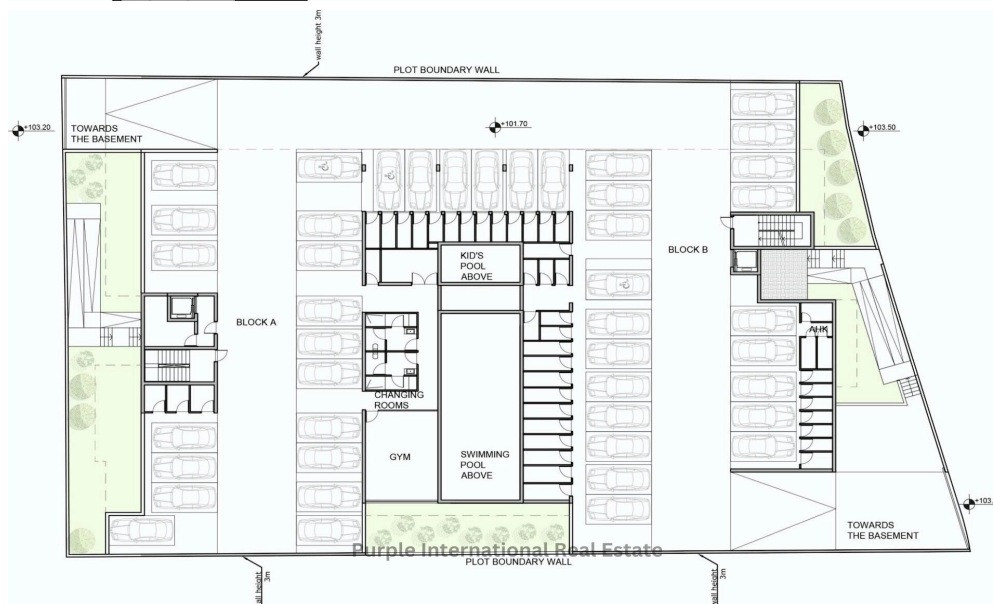 wall height 3m
PLOT BOUNDARY WALL
+103.20
TOWARDS
THE BASEMENT
+101.70
+103.50
KID'S
POOL
ABOVE
BLOCK B
BLOCK A
AHK
CHANGING
ROOMS
GYM
SWIMMING
POOL
ABOVE
+103.
TOWARDS
THE BASEMENT
Purple International Real Estate
PLOT BOUNDARY WALL
wall height
3m
wall height
3m